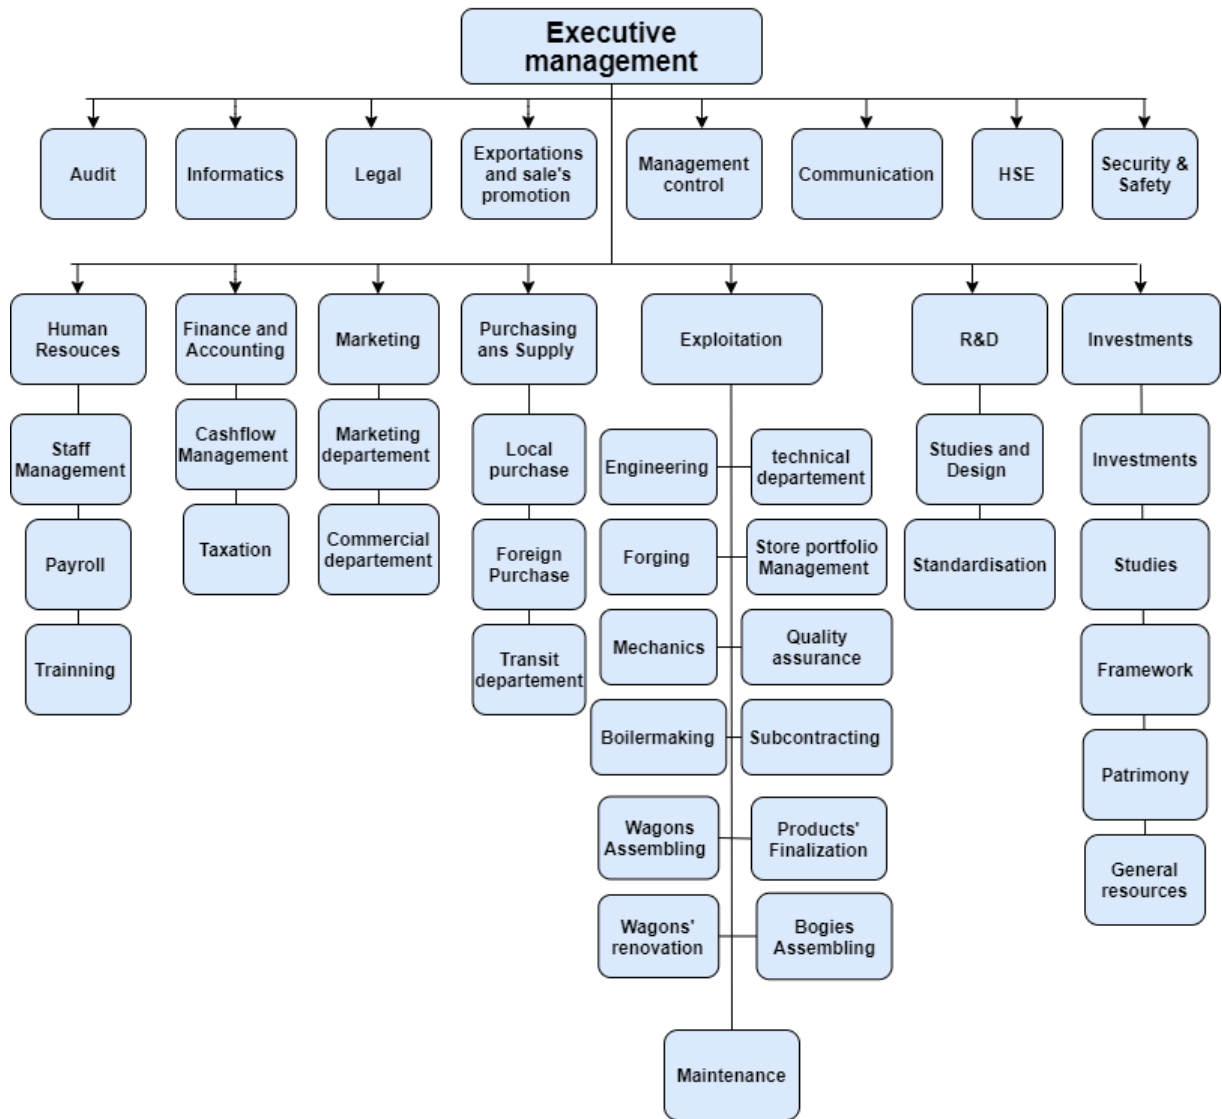 Executive
management
Audit
Informatics
Legal
Exportations
and sale's
promotion
Management
control
Communication
HSE
Security &
Safety
Human
Resouces
Finance and
Accounting
Marketing
Purchasing
ans Supply
Exploitation
R&D
Investments
Staff
Management
Payroll
Trainning
Cashflow
Management
Taxation
Marketing
departement
Commercial
departement
Local
purchase
Foreign
Purchase
Transit
departement
Engineering
technical
departement
Forging
Store portfolio
Management
Mechanics
Quality
assurance
Boilermaking
Subcontracting
Wagons
Assembling
Products'
Finalization
Wagons'
renovation
Bogies
Assembling
Maintenance
Studies and
Design
Standardisation
Investments
Studies
Framework
Patrimony
General
resources